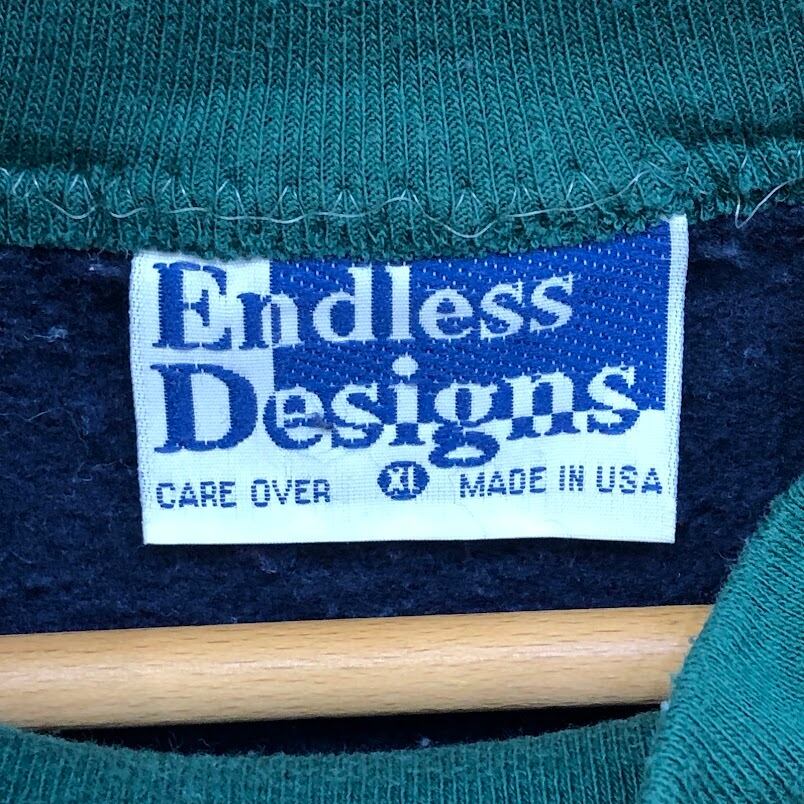 Endless
Designs
CARE OVER XL MADE IN USA